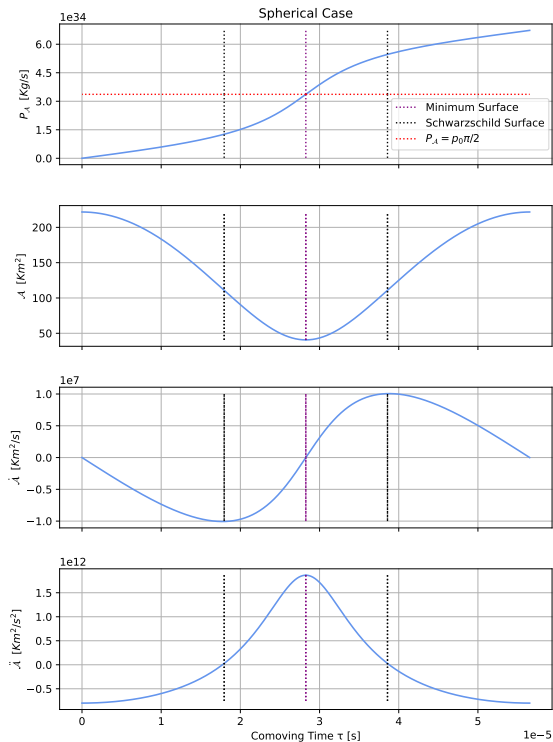 Spherical Case
1e34
6.0
4.5
3.0
1.5
0.0
P_𝒜 [Kg/s]
Minimum Surface
Schwarzschild Surface
P_𝒜 = p₀π/2
200
150
100
50
𝒜 [Km²]
1e7
1.0
0.5
0.0
−0.5
−1.0
𝒜̇ [Km²/s]
1e12
1.5
1.0
0.5
0.0
−0.5
𝒜̈ [Km²/s²]
0 1 2 3 4 5
Comoving Time τ [s]
1e−5